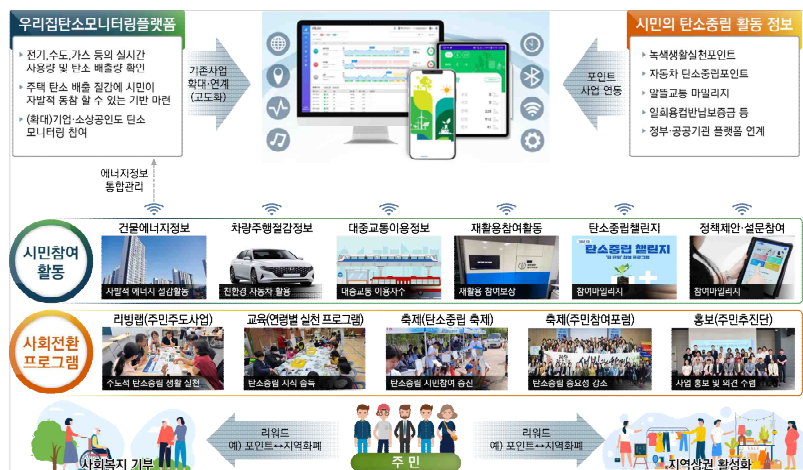 우리집탄소모니터링플랫폼
전기,수도,가스 등의 실시간
사용량 및 탄소 배출량 확인
주택 탄소 배출 절감에 시민이
자발적 동참 할 수 있는 기반 마련
(확대)기업·소상공인도 탄소
모니터링 참여
기존사업
확대·연계
(고도화)
포인트
사업 연동
시민의 탄소중립 활동 정보
녹색생활실천포인트
자동차 탄소중립포인트
알뜰교통 마일리지
일회용컵반납보증금 등
정부·공공기관 플랫폼 연계
에너지정보
통합관리
시민참여
활동
건물에너지정보
차량주행절감정보
대중교통이용정보
재활용참여활동
탄소중립챌린지
정책제안·설문참여
탄소중립 챌린지
자발적 에너지 절감활동
친환경 자동차 활용
대중교통 이용사수
재활용 참여보상
참여마일리지
참여마일리지
사회전환
프로그램
리빙랩(주민주도사업)
교육(연령별 실천 프로그램)
축제(탄소중립 축제)
축제(주민참여포럼)
홍보(주민추진단)
수도석 탄소중립 생활 실천
탄소중립 지식 습득
탄소중립 시민참여 증진
탄소중립 중요성 강조
사업 홍보 및 의견 수렴
리워드
예) 포인트↔지역화폐
리워드
예) 포인트↔지역화폐
사회복지 기부
주 민
지역상권 활성화